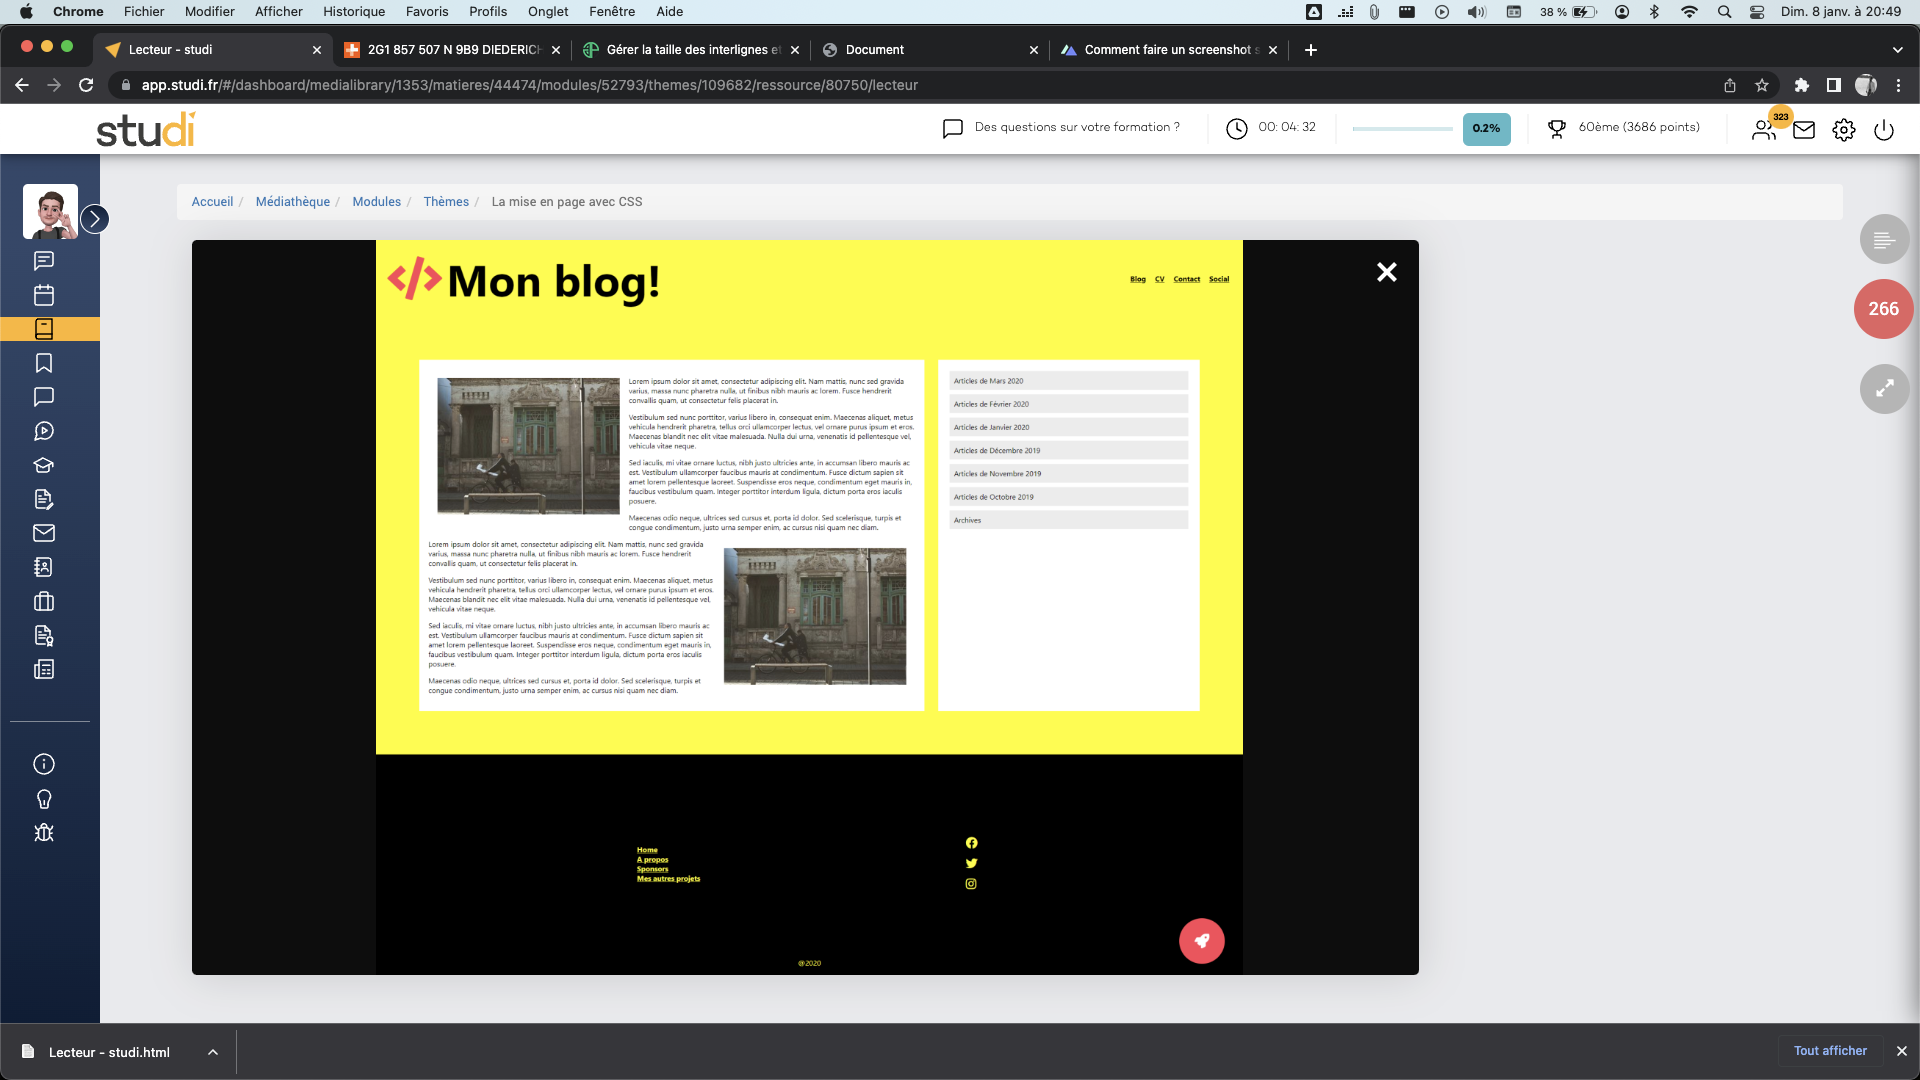 Chrome Fichier Modifier Afficher Historique Favoris Profils Onglet Fenêtre Aide 38 % Dim. 8 janv. à 20:49
Lecteur - studi 2G1 857 507 N 9B9 DIEDERICH Gérer la taille des interlignes et Document Comment faire un screenshot s
app.studi.fr/#/dashboard/medialibrary/1353/matieres/44474/modules/52793/themes/109682/ressource/80750/lecteur
studi Des questions sur votre formation ? 00: 04: 32 0.2% 60ème (3686 points) 323
Accueil / Médiathèque / Modules / Thèmes / La mise en page avec CSS
266
</> Mon blog!
Blog CV Contact Social
Lorem ipsum dolor sit amet, consectetur adipiscing elit. Nam mattis, nunc sed gravida
varius, massa nunc pharetra nulla, ut finibus nibh mauris ac lorem. Fusce hendrerit
convallis quam, ut consectetur felis placerat in.
Vestibulum sed nunc porttitor, varius libero in, consequat enim. Maecenas aliquet, metus
vehicula hendrerit pharetra, tellus orci ullamcorper lectus, vel ornare purus ipsum et eros.
Maecenas blandit nec elit vitae malesuada. Nulla dui urna, venenatis id pellentesque vel,
vehicula vitae neque.
Sed iaculis, mi vitae ornare luctus, nibh justo ultricies ante, in accumsan libero mauris ac
est. Vestibulum ullamcorper faucibus mauris at condimentum. Fusce dictum sapien sit
amet lorem pellentesque laoreet. Suspendisse eros neque, condimentum eget mauris in,
faucibus vestibulum quam. Integer porttitor interdum ligula, dictum porta eros iaculis
posuere.
Maecenas odio neque, ultrices sed cursus et, porta id dolor. Sed scelerisque, turpis et
congue condimentum, justo urna semper enim, ac cursus nisi quam nec diam.
Lorem ipsum dolor sit amet, consectetur adipiscing elit. Nam mattis, nunc sed gravida
varius, massa nunc pharetra nulla, ut finibus nibh mauris ac lorem. Fusce hendrerit
convallis quam, ut consectetur felis placerat in.
Vestibulum sed nunc porttitor, varius libero in, consequat enim. Maecenas aliquet, metus
vehicula hendrerit pharetra, tellus orci ullamcorper lectus, vel ornare purus ipsum et eros.
Maecenas blandit nec elit vitae malesuada. Nulla dui urna, venenatis id pellentesque vel,
vehicula vitae neque.
Sed iaculis, mi vitae ornare luctus, nibh justo ultricies ante, in accumsan libero mauris ac
est. Vestibulum ullamcorper faucibus mauris at condimentum. Fusce dictum sapien sit
amet lorem pellentesque laoreet. Suspendisse eros neque, condimentum eget mauris in,
faucibus vestibulum quam. Integer porttitor interdum ligula, dictum porta eros iaculis
posuere.
Maecenas odio neque, ultrices sed cursus et, porta id dolor. Sed scelerisque, turpis et
congue condimentum, justo urna semper enim, ac cursus nisi quam nec diam.
Articles de Mars 2020
Articles de Février 2020
Articles de Janvier 2020
Articles de Décembre 2019
Articles de Novembre 2019
Articles de Octobre 2019
Archives
Home
A propos
Sponsors
Mes autres projets
@2020
Lecteur - studi.html
Tout afficher